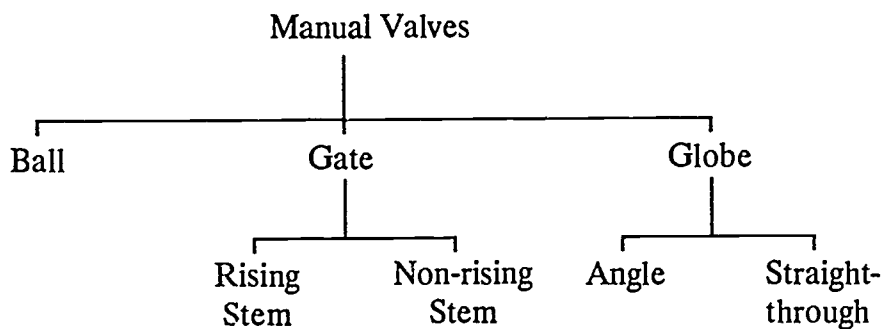 Manual Valves
Ball
Gate
Globe
Rising
Stem
Non-rising
Stem
Angle
Straight-
through